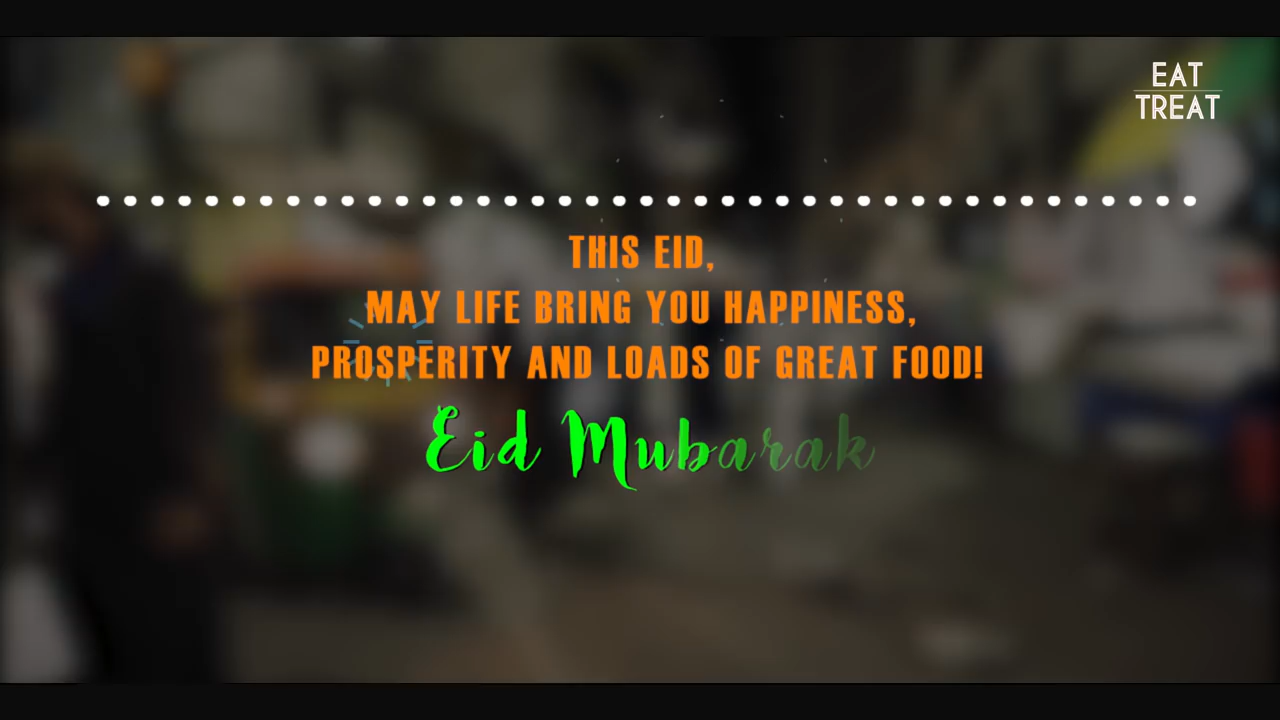 EAT
TREAT
THIS EID,
MAY LIFE BRING YOU HAPPINESS,
PROSPERITY AND LOADS OF GREAT FOOD!
Eid Mubarak